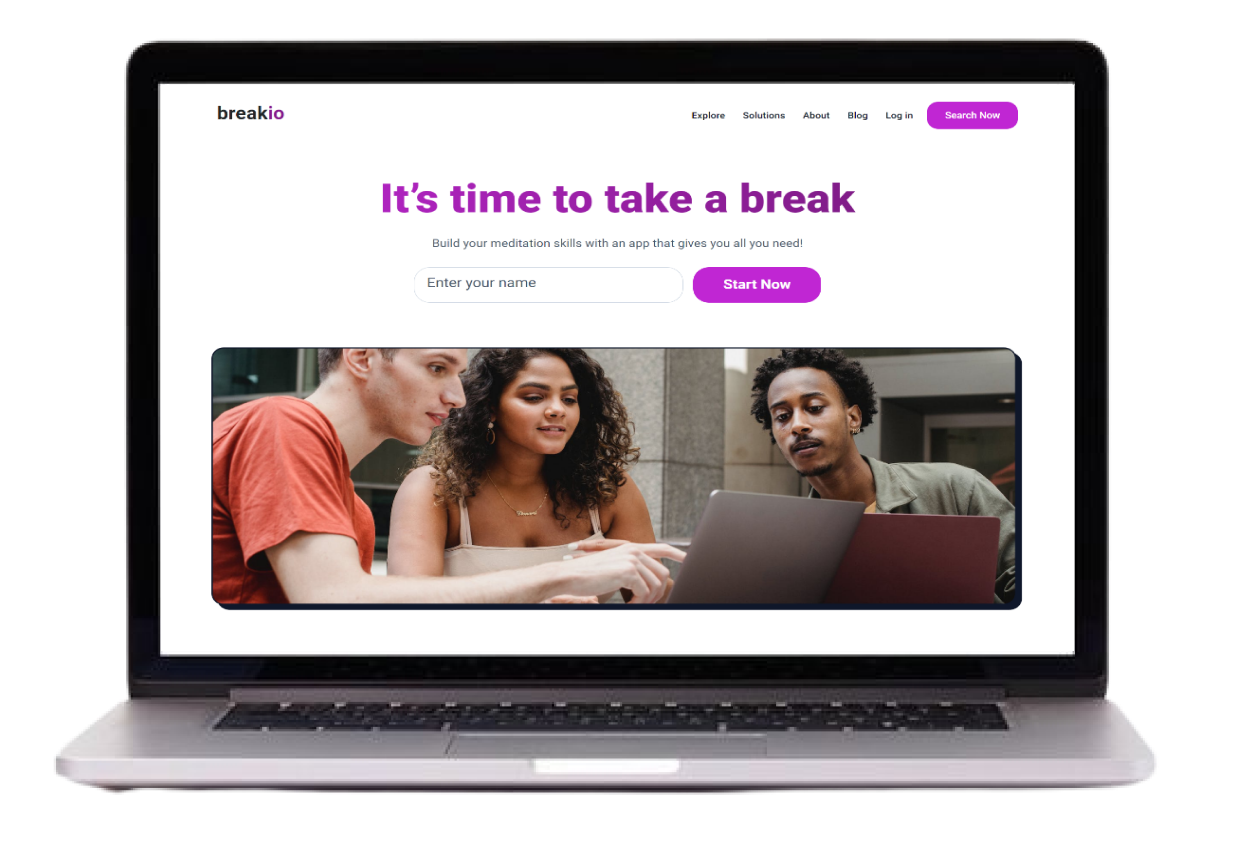 breakio
Explore Solutions About Blog Log in Search Now
It’s time to take a break
Build your meditation skills with an app that gives you all you need!
Enter your name Start Now